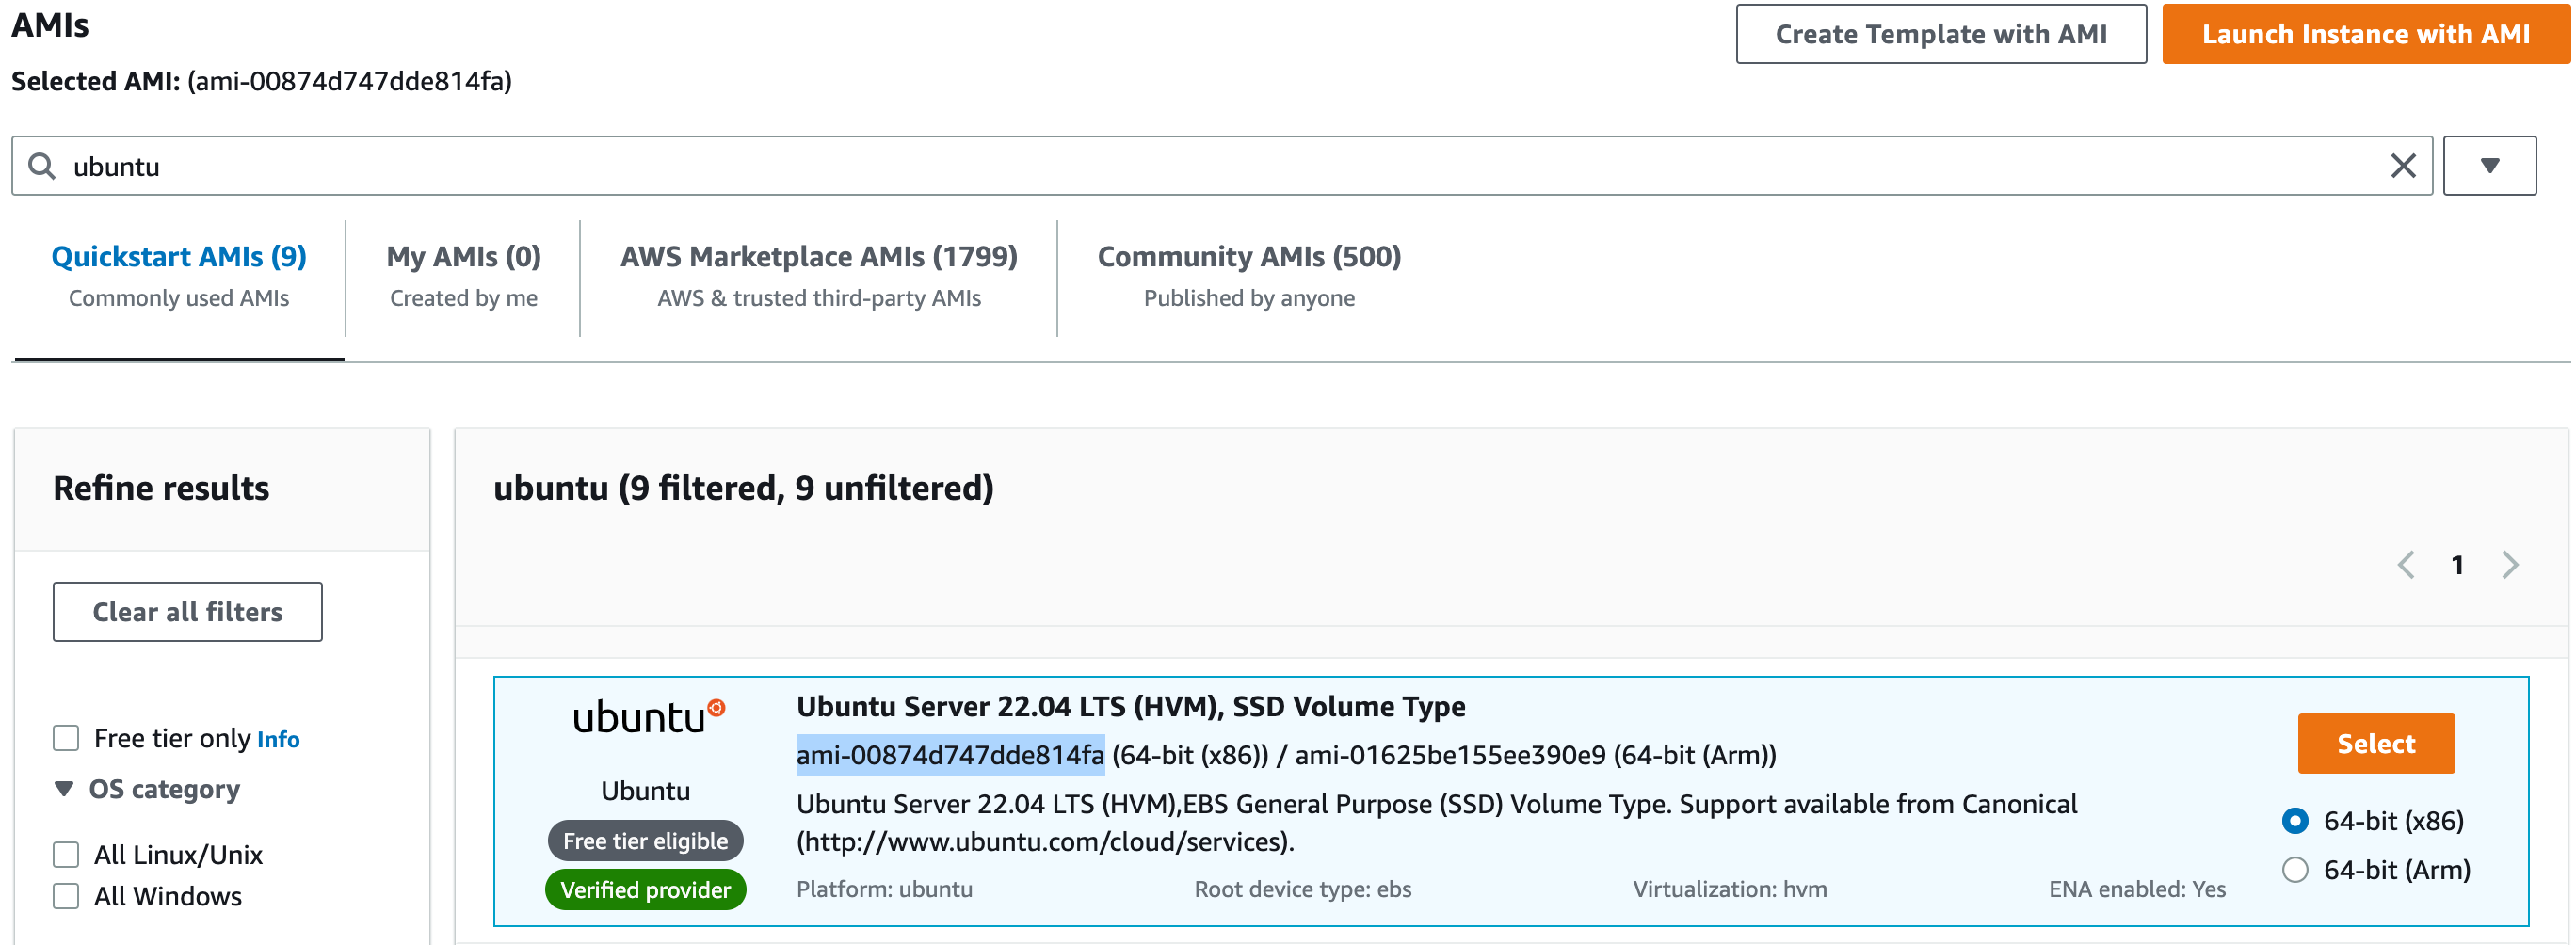 AMIs
Create Template with AMI
Launch Instance with AMI
Selected AMI: (ami-00874d747dde814fa)
ubuntu
Quickstart AMIs (9)
Commonly used AMIs
My AMIs (0)
Created by me
AWS Marketplace AMIs (1799)
AWS & trusted third-party AMIs
Community AMIs (500)
Published by anyone
Refine results
Clear all filters
Free tier only Info
OS category
All Linux/Unix
All Windows
ubuntu (9 filtered, 9 unfiltered)
1
ubuntu
Ubuntu
Free tier eligible
Verified provider
Ubuntu Server 22.04 LTS (HVM), SSD Volume Type
ami-00874d747dde814fa (64-bit (x86)) / ami-01625be155ee390e9 (64-bit (Arm))
Ubuntu Server 22.04 LTS (HVM),EBS General Purpose (SSD) Volume Type. Support available from Canonical
(http://www.ubuntu.com/cloud/services).
Platform: ubuntu
Root device type: ebs
Virtualization: hvm
ENA enabled: Yes
Select
64-bit (x86)
64-bit (Arm)